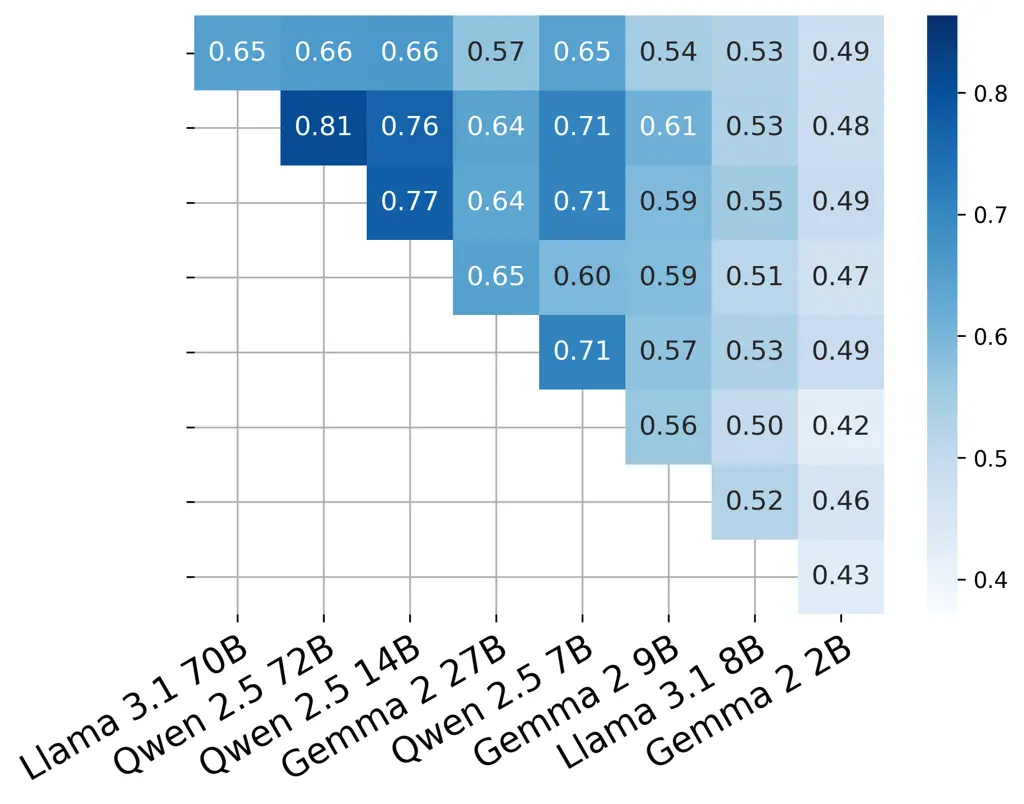 0.65 0.66 0.66 0.57 0.65 0.54 0.53 0.49
0.81 0.76 0.64 0.71 0.61 0.53 0.48
0.77 0.64 0.71 0.59 0.55 0.49
0.65 0.60 0.59 0.51 0.47
0.71 0.57 0.53 0.49
0.56 0.50 0.42
0.52 0.46
0.43
0.8
0.7
0.6
0.5
0.4
Llama 3.1 70B
Qwen 2.5 72B
Qwen 2.5 14B
Gemma 2 27B
Qwen 2.5 7B
Gemma 2 9B
Llama 3.1 8B
Gemma 2 2B